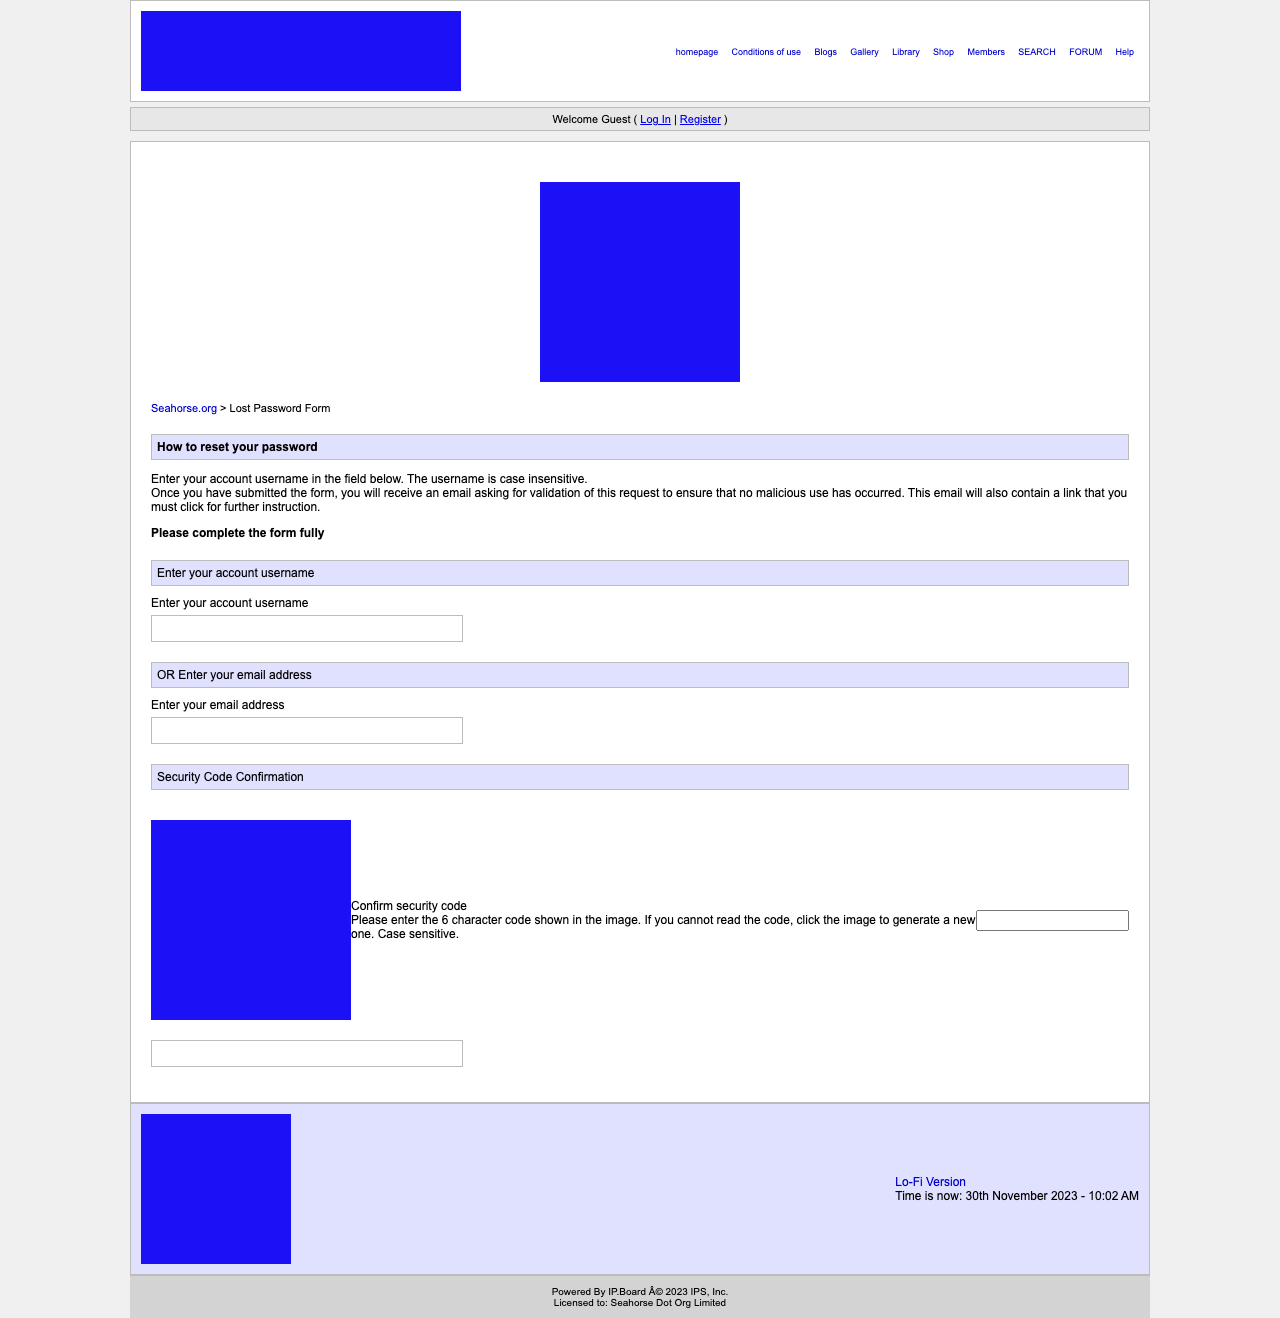 homepage Conditions of use Blogs Gallery Library Shop Members SEARCH FORUM Help
Welcome Guest ( Log In | Register )
Seahorse.org > Lost Password Form
How to reset your password
Enter your account username in the field below. The username is case insensitive.
Once you have submitted the form, you will receive an email asking for validation of this request to ensure that no malicious use has occurred. This email will also contain a link that you
must click for further instruction.
Please complete the form fully
Enter your account username
Enter your account username
OR Enter your email address
Enter your email address
Security Code Confirmation
Confirm security code
Please enter the 6 character code shown in the image. If you cannot read the code, click the image to generate a new
one. Case sensitive.
Lo-Fi Version
Time is now: 30th November 2023 - 10:02 AM
Powered By IP.Board Â© 2023 IPS, Inc.
Licensed to: Seahorse Dot Org Limited